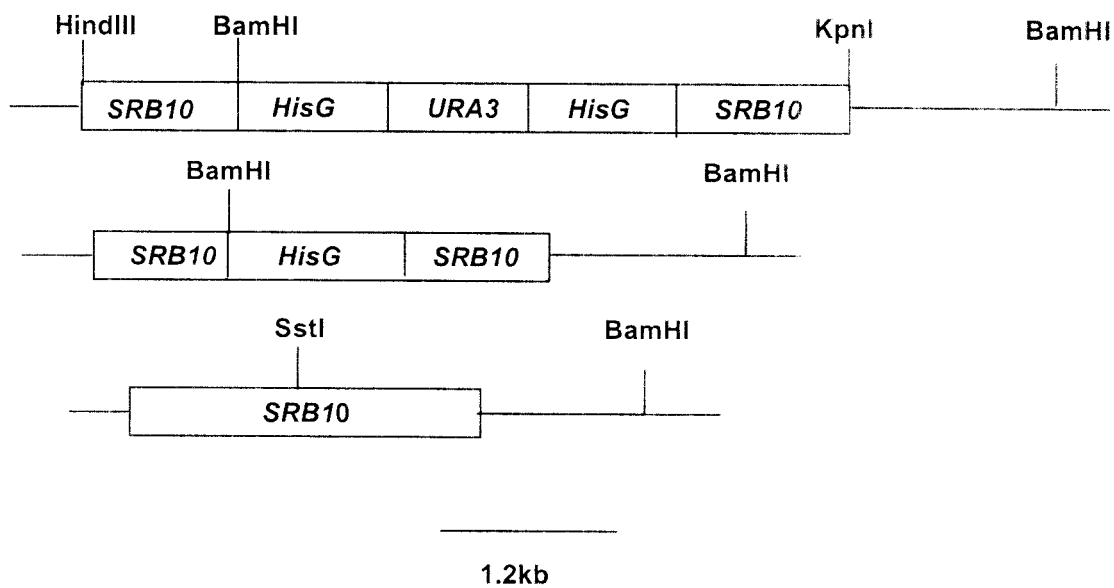 HindIII BamHI KpnI BamHI
SRB10 HisG URA3 HisG SRB10
BamHI BamHI
SRB10 HisG SRB10
SstI BamHI
SRB10
1.2kb